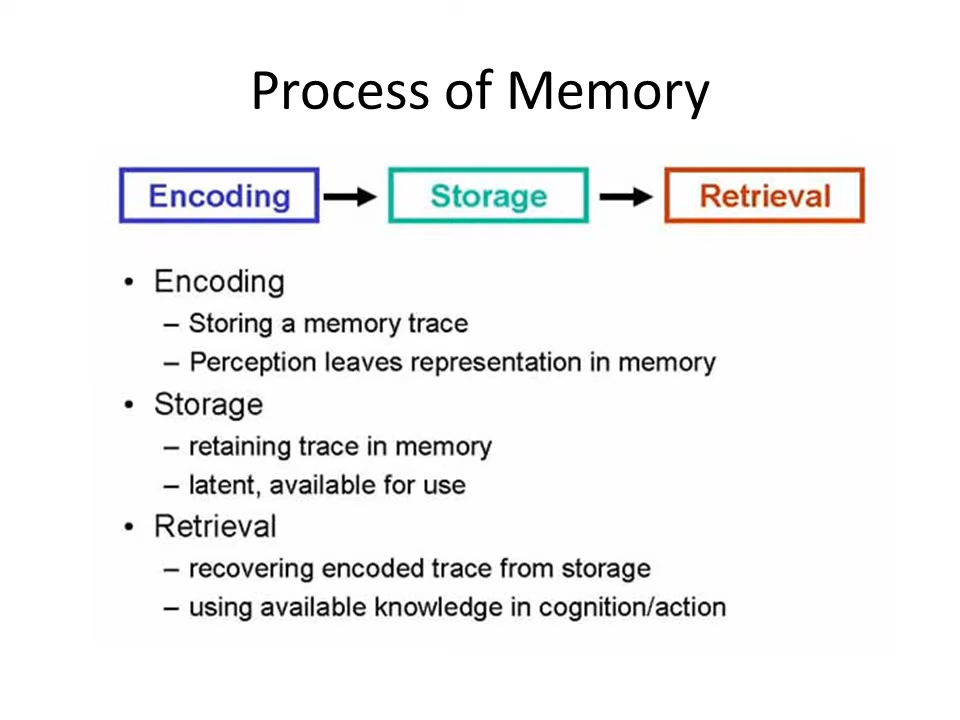 Process of Memory
Encoding
Storage
Retrieval
• Encoding
– Storing a memory trace
– Perception leaves representation in memory
• Storage
– retaining trace in memory
– latent, available for use
• Retrieval
– recovering encoded trace from storage
– using available knowledge in cognition/action